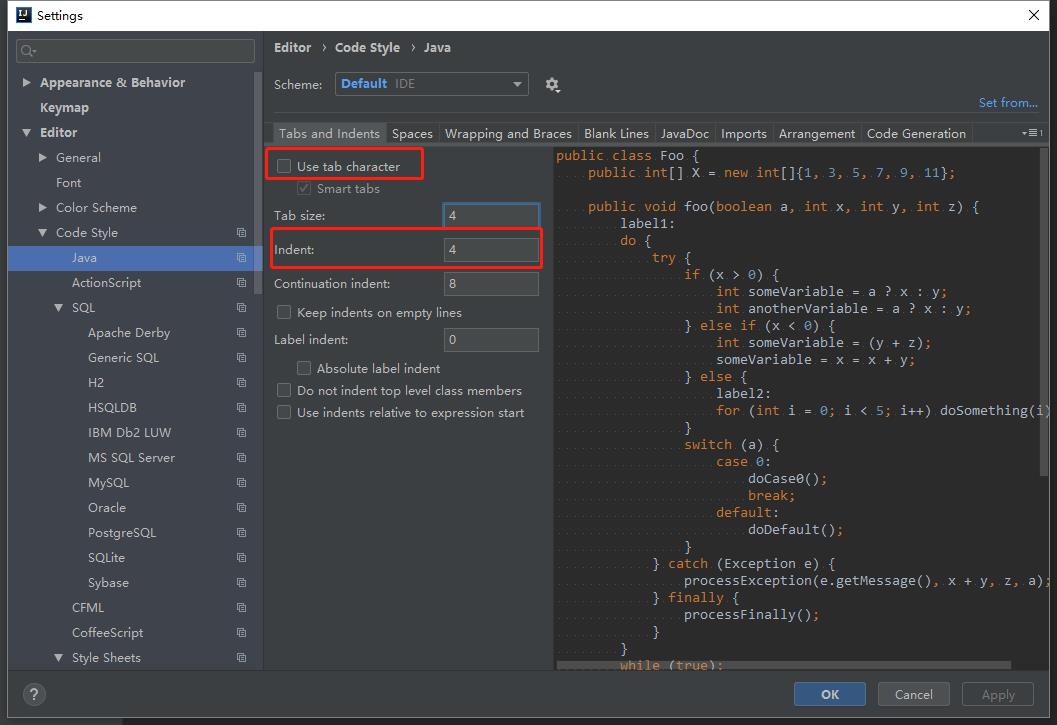 Settings
Editor › Code Style › Java
Scheme: Default IDE
Set from...
Appearance & Behavior
Keymap
Editor
General
Font
Color Scheme
Code Style
Java
ActionScript
SQL
Apache Derby
Generic SQL
H2
HSQLDB
IBM Db2 LUW
MS SQL Server
MySQL
Oracle
PostgreSQL
SQLite
Sybase
CFML
CoffeeScript
Style Sheets
Tabs and Indents Spaces Wrapping and Braces Blank Lines JavaDoc Imports Arrangement Code Generation 1
Use tab character
Smart tabs
Tab size: 4
Indent: 4
Continuation indent: 8
Keep indents on empty lines
Label indent: 0
Absolute label indent
Do not indent top level class members
Use indents relative to expression start
public class Foo {
public int[] X = new int[]{1, 3, 5, 7, 9, 11};
public void foo(boolean a, int x, int y, int z) {
label1:
do {
try {
if (x > 0) {
int someVariable = a ? x : y;
int anotherVariable = a ? x : y;
} else if (x < 0) {
int someVariable = (y + z);
someVariable = x = x + y;
} else {
label2:
for (int i = 0; i < 5; i++) doSomething(i)
}
switch (a) {
case 0:
doCase0();
break;
default:
doDefault();
}
} catch (Exception e) {
processException(e.getMessage(), x + y, z, a);
} finally {
processFinally();
}
}
while (true);
?
OK Cancel Apply